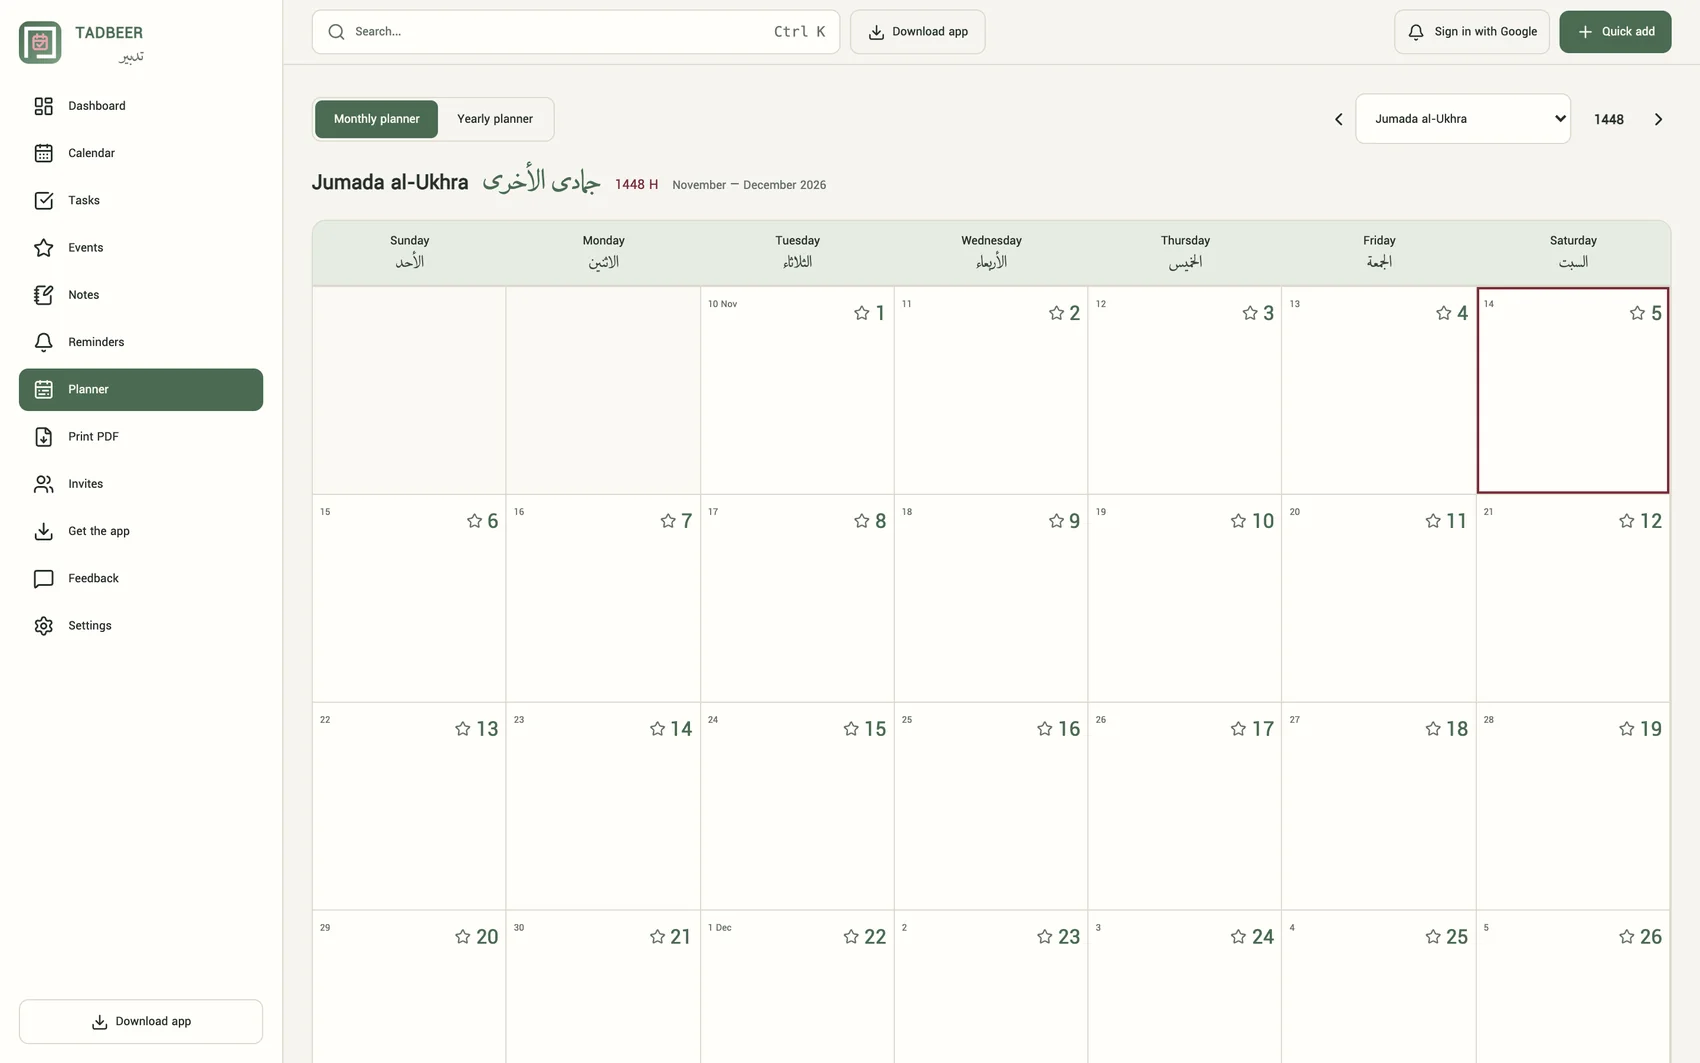 TADBEER
تدبير
Dashboard
Calendar
Tasks
Events
Notes
Reminders
Planner
Print PDF
Invites
Get the app
Feedback
Settings
Download app
Search... Ctrl K
Download app
Sign in with Google
Quick add
Monthly planner Yearly planner
Jumada al-Ukhra 1448
Jumada al-Ukhra جمادى الأخرى 1448 H November — December 2026
Sunday Monday Tuesday Wednesday Thursday Friday Saturday
الأحد الاثنين الثلاثاء الأربعاء الخميس الجمعة السبت
10 Nov 1 11 2 12 3 13 4 14 5
15 6 16 7 17 8 18 9 19 10 20 11 21 12
22 13 23 14 24 15 25 16 26 17 27 18 28 19
29 20 30 21 1 Dec 22 2 23 3 24 4 25 5 26